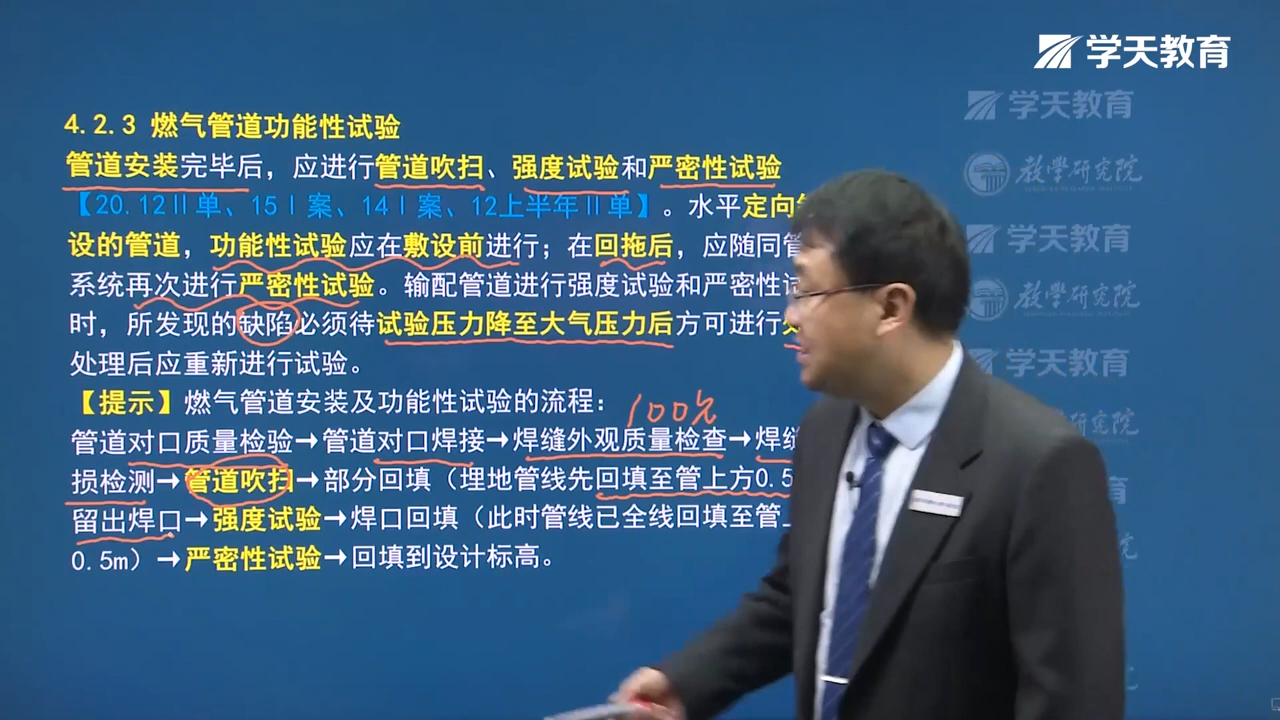 学天教育
学天教育
教学研究院
学天教育
教学研究院
学天教育
4.2.3 燃气管道功能性试验
管道安装完毕后，应进行管道吹扫、强度试验和严密性试验
【20.12Ⅱ单、15Ⅰ案、14Ⅰ案、12上半年Ⅱ单】。水平定向
设的管道，功能性试验应在敷设前进行；在回拖后，应随同管
系统再次进行严密性试验。输配管道进行强度试验和严密性
时，所发现的缺陷必须待试验压力降至大气压力后方可进行
处理后应重新进行试验。
【提示】燃气管道安装及功能性试验的流程：
100%
管道对口质量检验→管道对口焊接→焊缝外观质量检查→焊缝
损检测→管道吹扫→部分回填（埋地管线先回填至管上方0.5
留出焊口→强度试验→焊口回填（此时管线已全线回填至管
0.5m）→严密性试验→回填到设计标高。